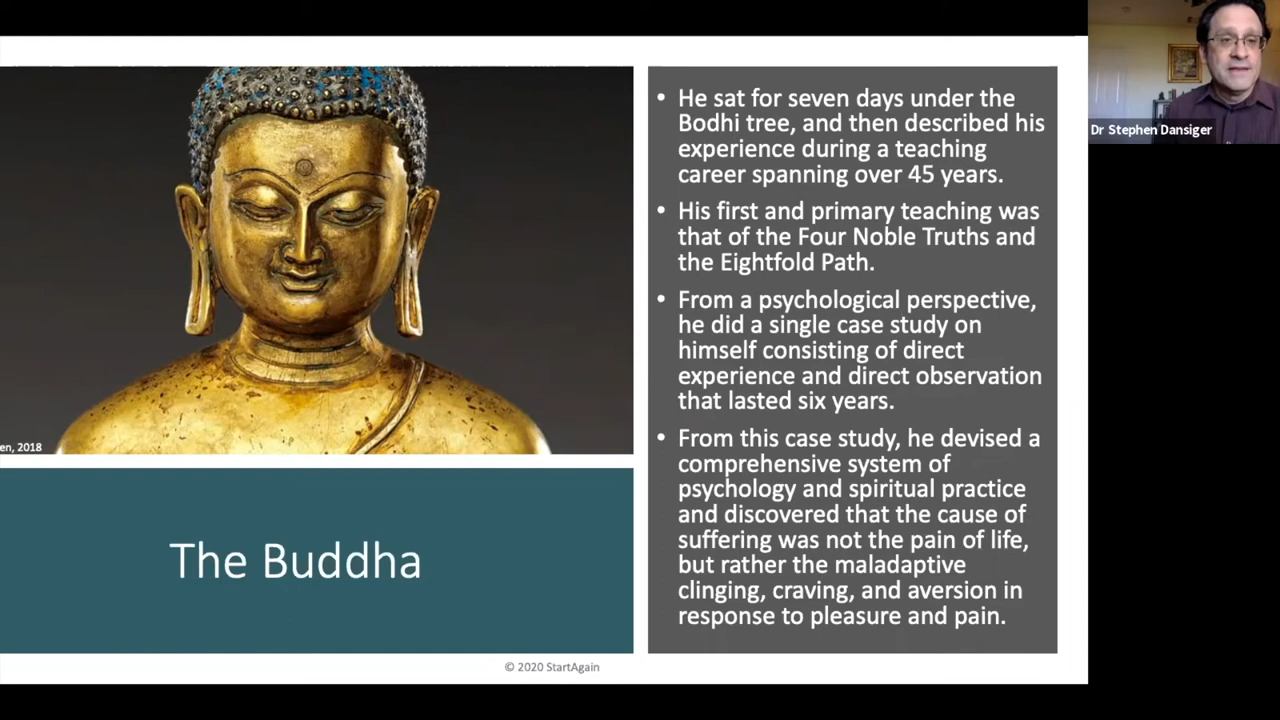 Dr Stephen Dansiger
• He sat for seven days under the
Bodhi tree, and then described his
experience during a teaching
career spanning over 45 years.
• His first and primary teaching was
that of the Four Noble Truths and
the Eightfold Path.
• From a psychological perspective,
he did a single case study on
himself consisting of direct
experience and direct observation
that lasted six years.
• From this case study, he devised a
comprehensive system of
psychology and spiritual practice
and discovered that the cause of
suffering was not the pain of life,
but rather the maladaptive
clinging, craving, and aversion in
response to pleasure and pain.
en, 2018
The Buddha
© 2020 StartAgain